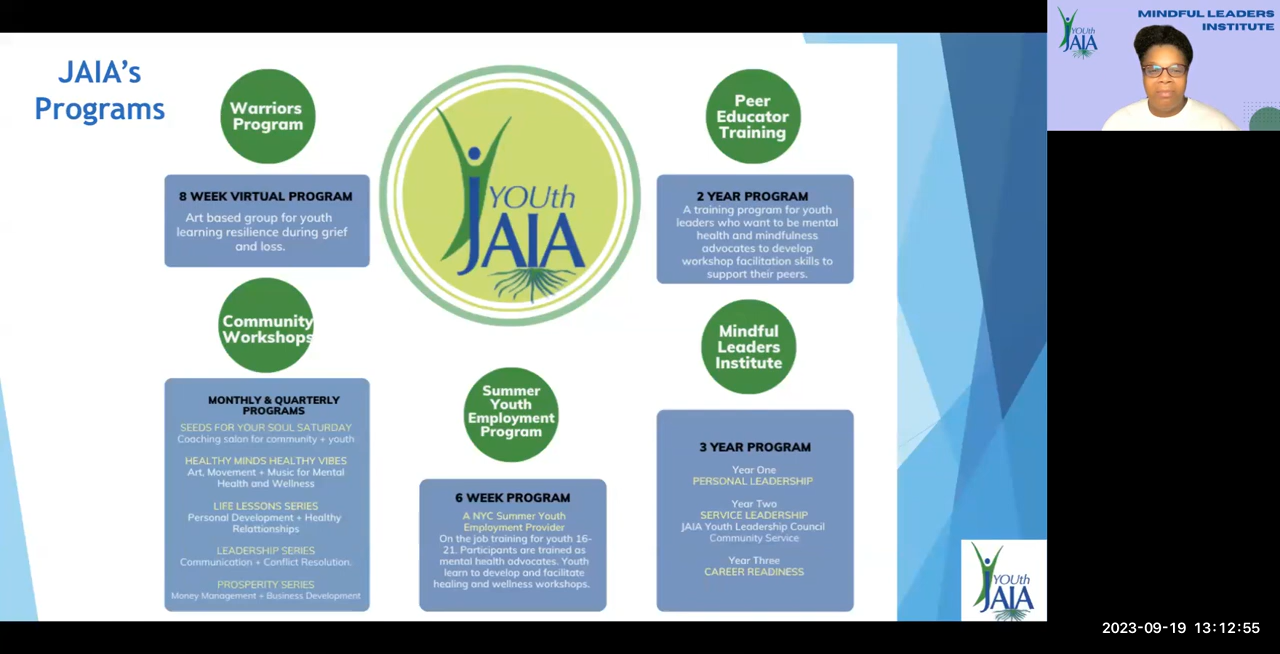 JAIA's
Programs
Warriors
Program
8 WEEK VIRTUAL PROGRAM
Art based group for youth
learning resilience during grief
and loss.
Community
Workshops
MONTHLY & QUARTERLY
PROGRAMS
SEEDS FOR YOUR SOUL SATURDAY
Coaching salon for community + youth
HEALTHY MINDS HEALTHY VIBES
Art, Movement + Music for Mental
Health and Wellness
LIFE LESSONS SERIES
Personal Development + Healthy
Relattionships
LEADERSHIP SERIES
Communication + Conflict Resolution.
PROSPERITY SERIES
Money Management + Business Development
YOUth
JAIA
Summer
Youth
Employment
Program
6 WEEK PROGRAM
A NYC Summer Youth
Employment Provider
On the job training for youth 16-
21. Participants are trained as
mental health advocates. Youth
learn to develop and facilitate
healing and wellness workshops.
Peer
Educator
Training
2 YEAR PROGRAM
A training program for youth
leaders who want to be mental
health and mindfulness
advocates to develop
workshop facilitation skills to
support their peers.
Mindful
Leaders
Institute
3 YEAR PROGRAM
Year One
PERSONAL LEADERSHIP
Year Two
SERVICE LEADERSHIP
JAIA Youth Leadership Council
Community Service
Year Three
CAREER READINESS
YOUth
JAIA
YOUth
JAIA
MINDFUL LEADERS
INSTITUTE
2023-09-19 13:12:55